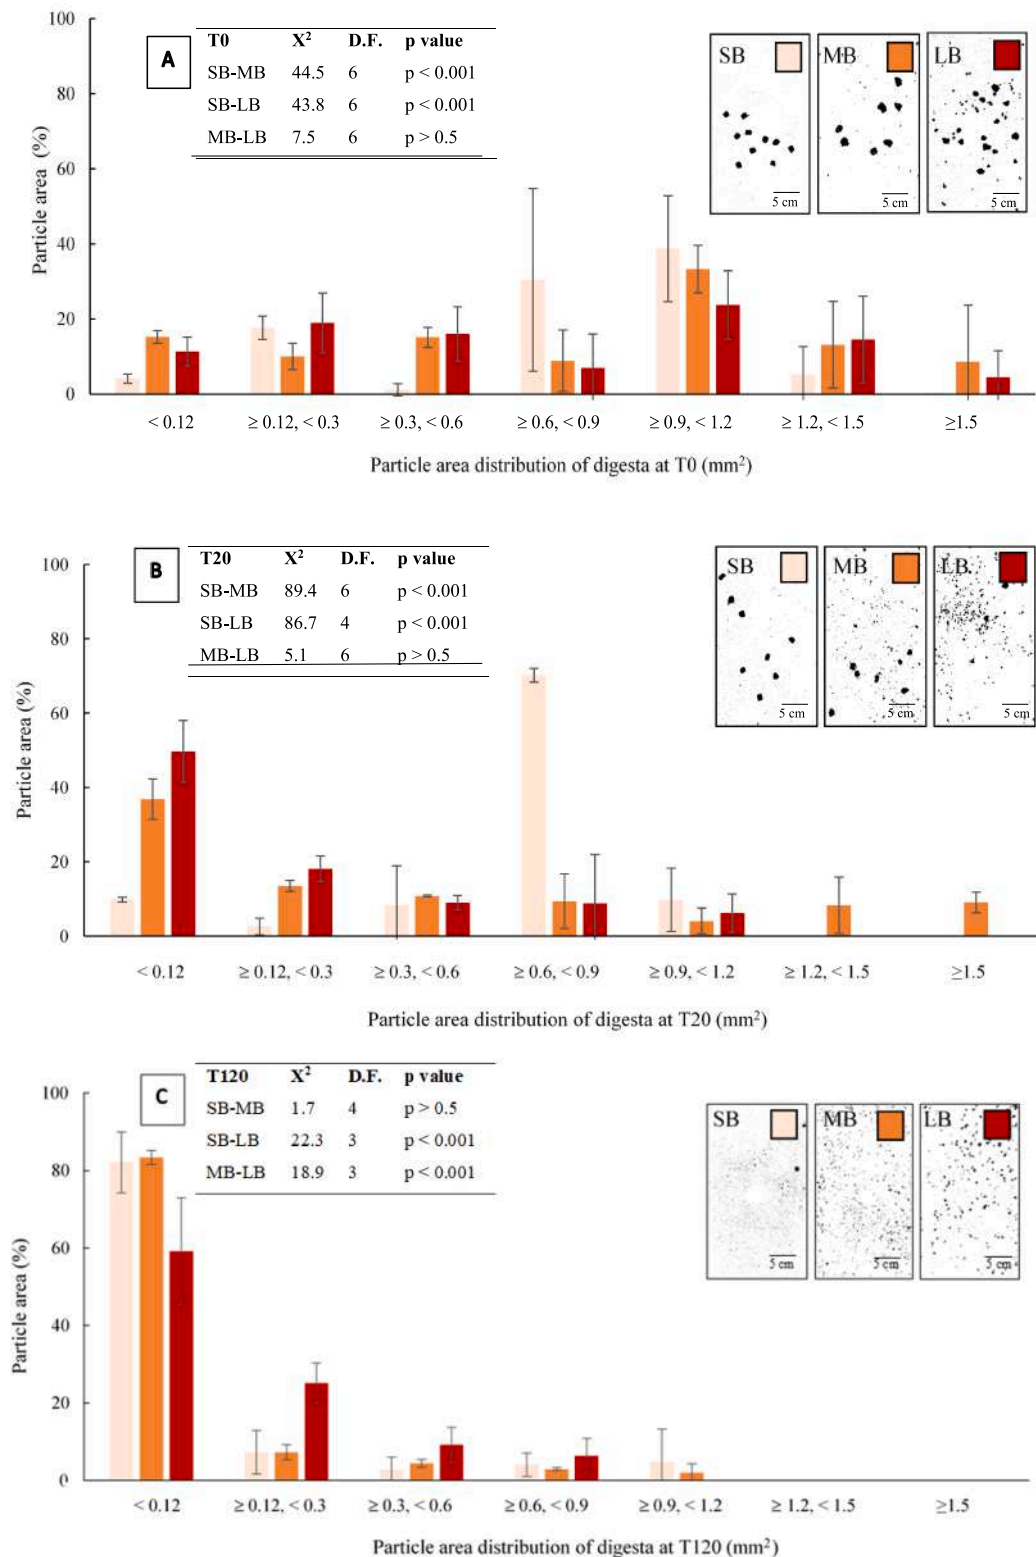 100
80
60
40
20
0
Particle area (%)
A
T0 X² D.F. p value
SB-MB 44.5 6 p < 0.001
SB-LB 43.8 6 p < 0.001
MB-LB 7.5 6 p > 0.5
SB MB LB
5 cm 5 cm 5 cm
< 0.12 ≥ 0.12, < 0.3 ≥ 0.3, < 0.6 ≥ 0.6, < 0.9 ≥ 0.9, < 1.2 ≥ 1.2, < 1.5 ≥1.5
Particle area distribution of digesta at T0 (mm²)
100
80
60
40
20
0
Particle area (%)
B
T20 X² D.F. p value
SB-MB 89.4 6 p < 0.001
SB-LB 86.7 4 p < 0.001
MB-LB 5.1 6 p > 0.5
SB MB LB
5 cm 5 cm 5 cm
< 0.12 ≥ 0.12, < 0.3 ≥ 0.3, < 0.6 ≥ 0.6, < 0.9 ≥ 0.9, < 1.2 ≥ 1.2, < 1.5 ≥1.5
Particle area distribution of digesta at T20 (mm²)
100
80
60
40
20
0
Particle area (%)
C
T120 X² D.F. p value
SB-MB 1.7 4 p > 0.5
SB-LB 22.3 3 p < 0.001
MB-LB 18.9 3 p < 0.001
SB MB LB
5 cm 5 cm 5 cm
< 0.12 ≥ 0.12, < 0.3 ≥ 0.3, < 0.6 ≥ 0.6, < 0.9 ≥ 0.9, < 1.2 ≥ 1.2, < 1.5 ≥1.5
Particle area distribution of digesta at T120 (mm²)